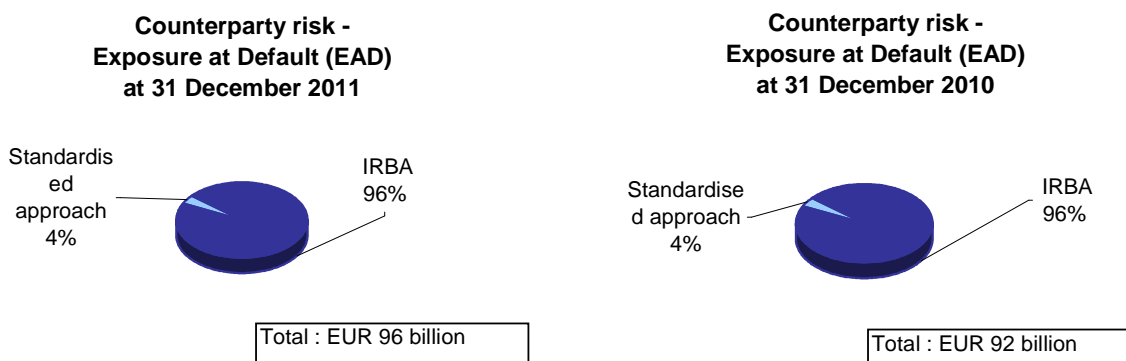 Counterparty risk -
Exposure at Default (EAD)
at 31 December 2011
Standardis
ed
approach
4%
IRBA
96%
Total : EUR 96 billion
Counterparty risk -
Exposure at Default (EAD)
at 31 December 2010
Standardise
d approach
4%
IRBA
96%
Total : EUR 92 billion